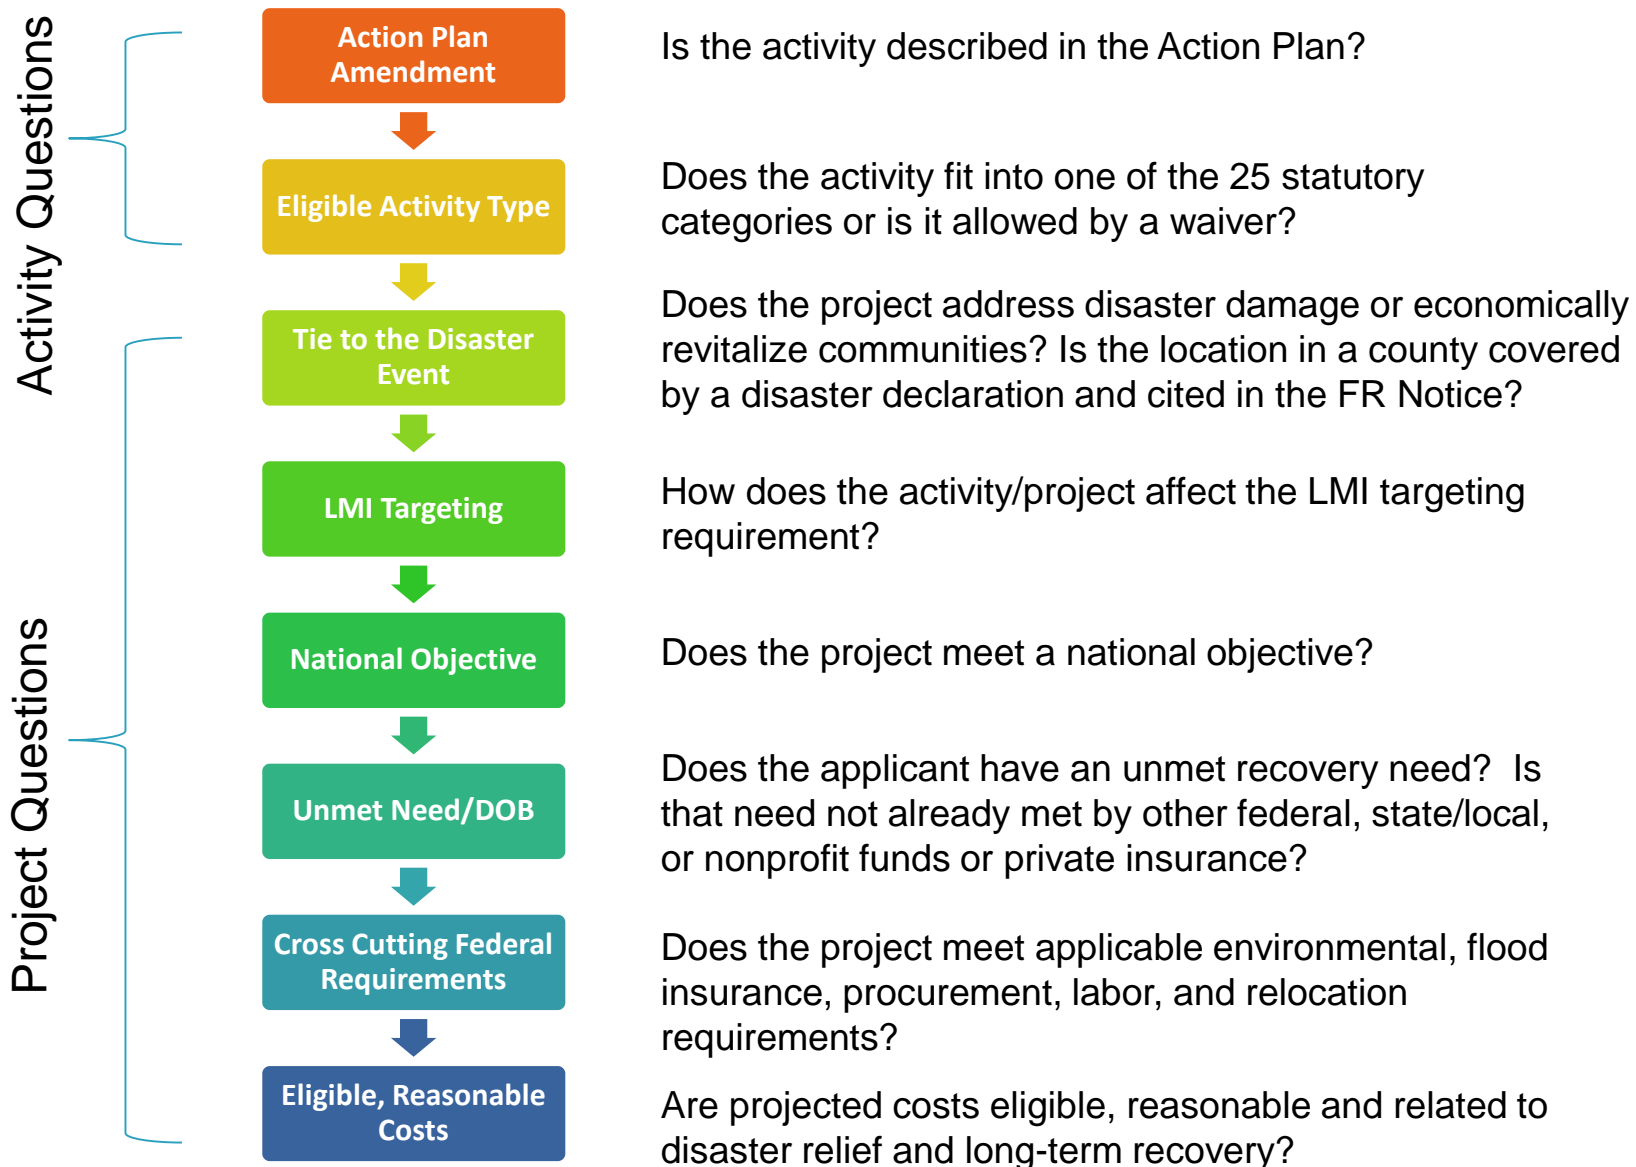 Activity Questions
Action Plan
Amendment
Is the activity described in the Action Plan?
Eligible Activity Type
Does the activity fit into one of the 25 statutory
categories or is it allowed by a waiver?
Project Questions
Tie to the Disaster
Event
Does the project address disaster damage or economically
revitalize communities? Is the location in a county covered
by a disaster declaration and cited in the FR Notice?
LMI Targeting
How does the activity/project affect the LMI targeting
requirement?
National Objective
Does the project meet a national objective?
Unmet Need/DOB
Does the applicant have an unmet recovery need?  Is
that need not already met by other federal, state/local,
or nonprofit funds or private insurance?
Cross Cutting Federal
Requirements
Does the project meet applicable environmental, flood
insurance, procurement, labor, and relocation
requirements?
Eligible, Reasonable
Costs
Are projected costs eligible, reasonable and related to
disaster relief and long-term recovery?